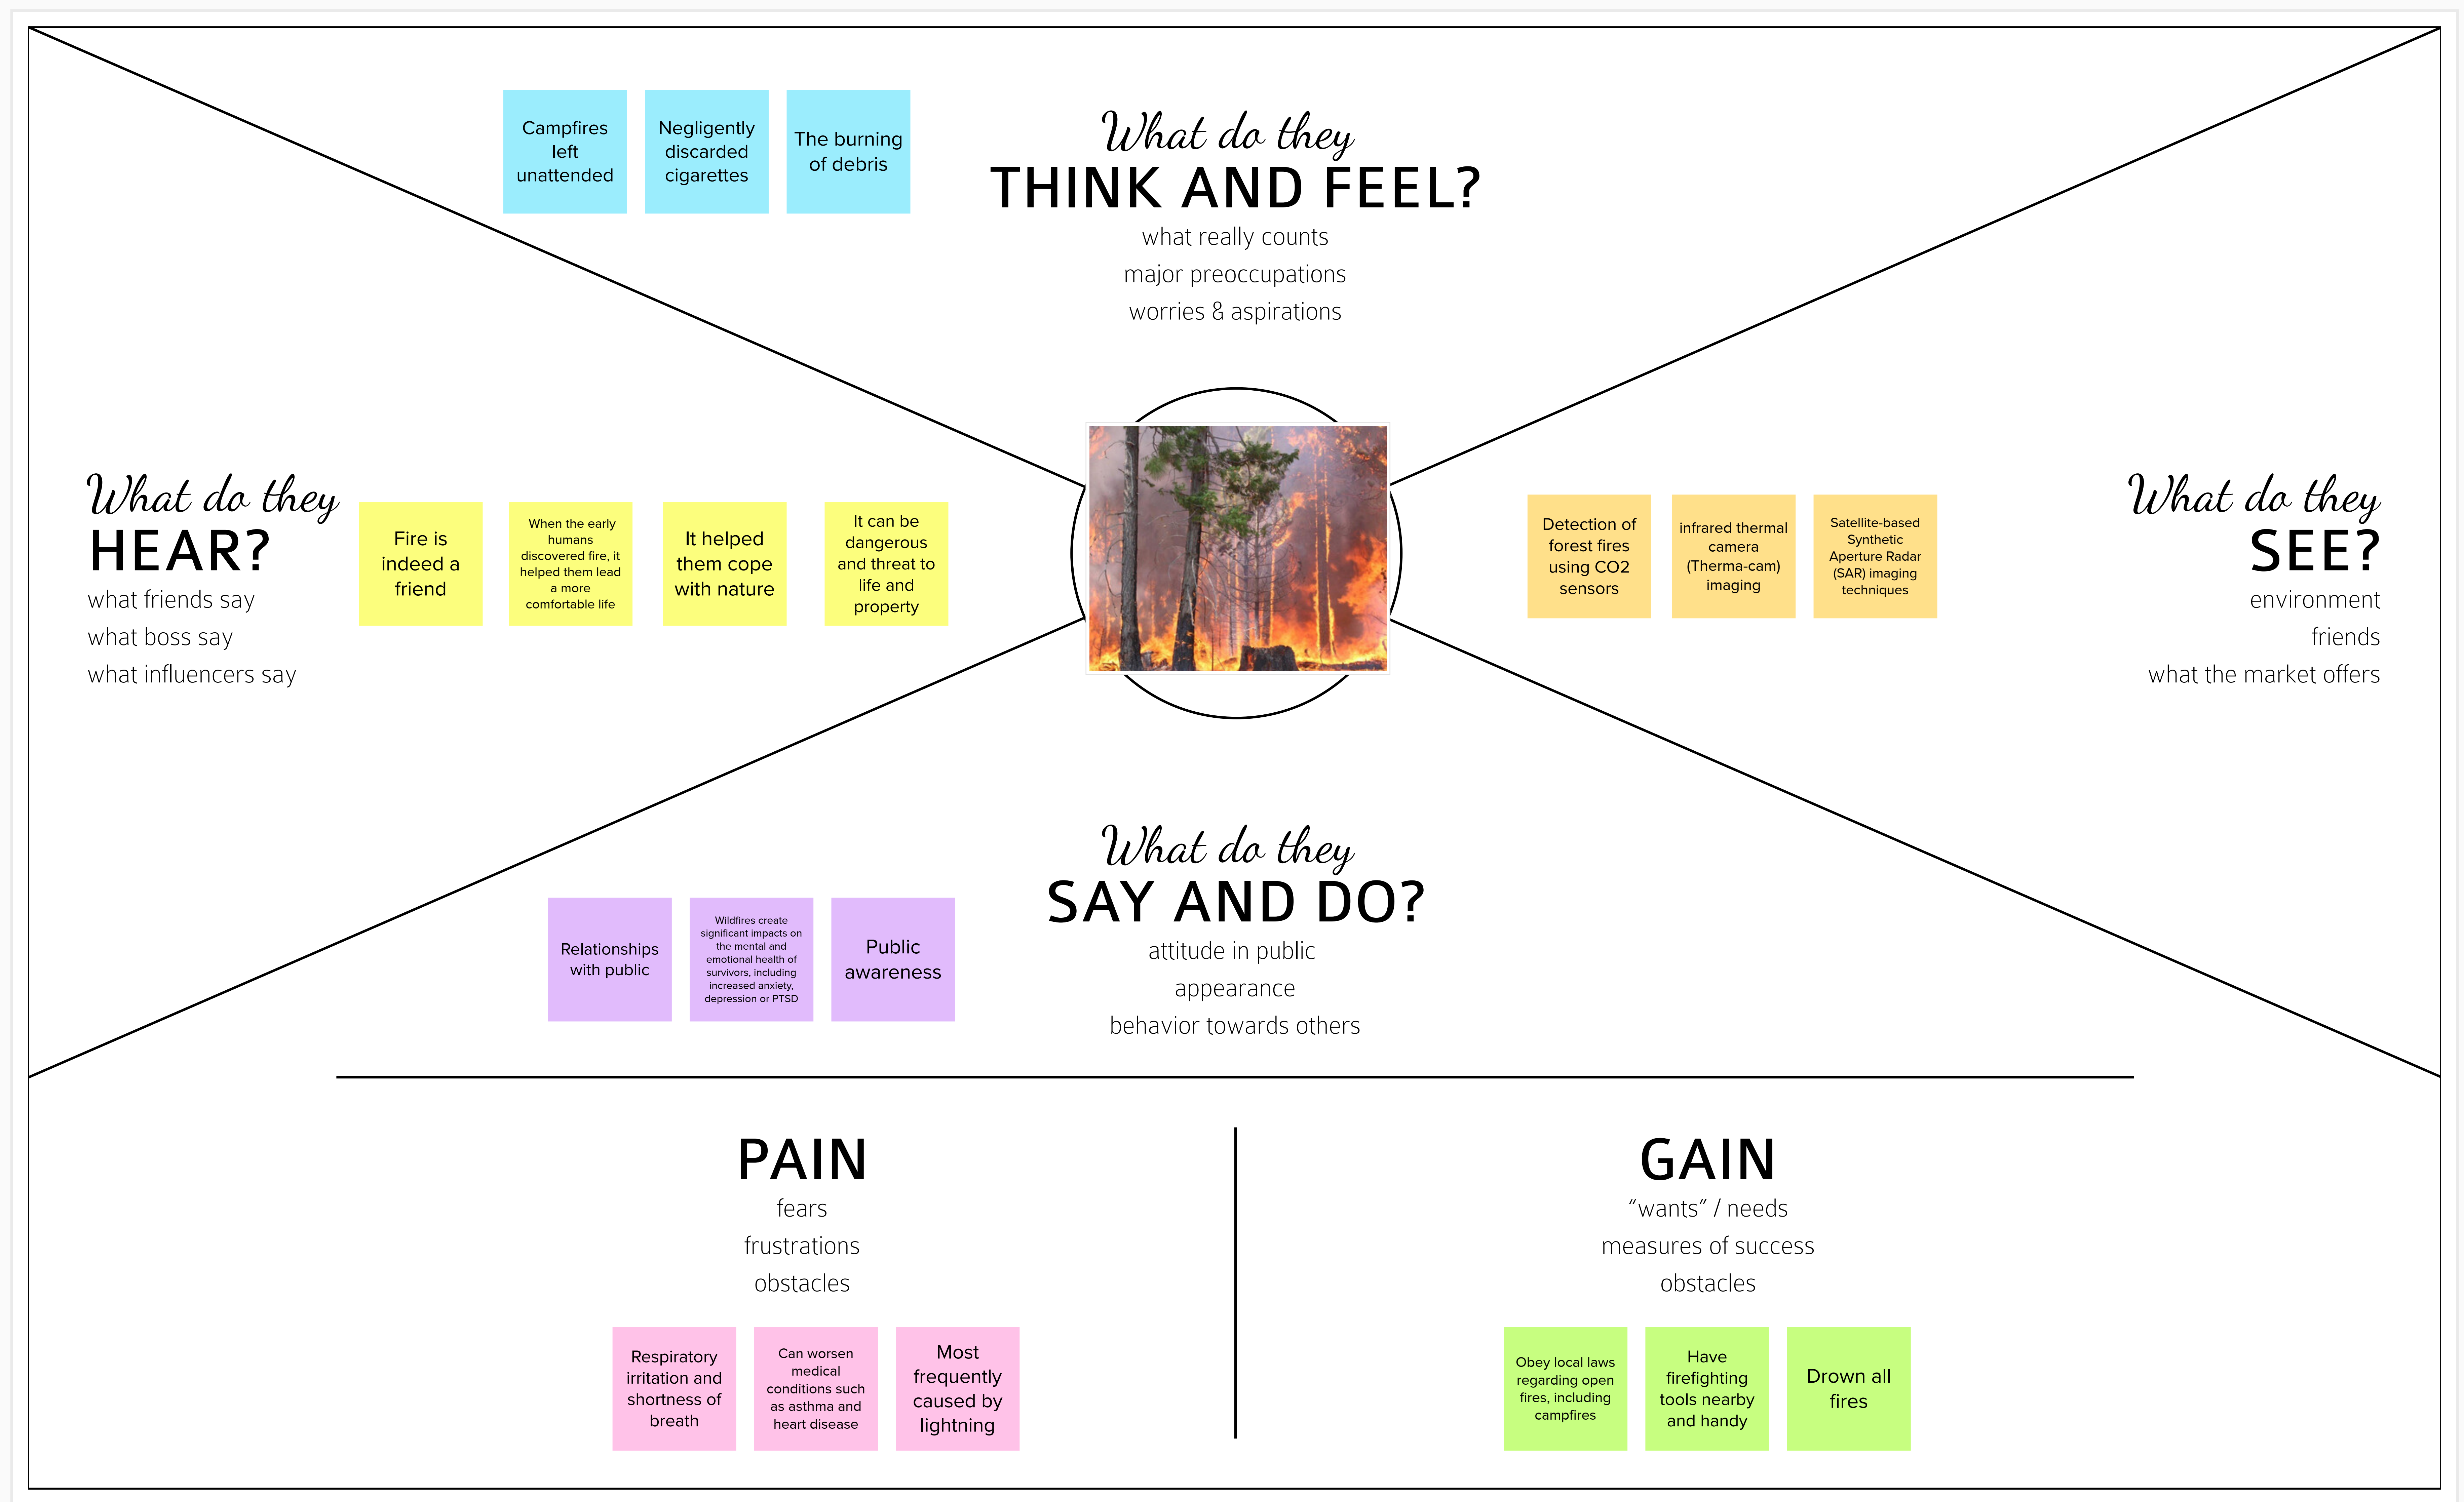 Campfires
left
unattended
Negligently
discarded
cigarettes
The burning
of debris
What do they
THINK AND FEEL?
what really counts
major preoccupations
worries & aspirations
What do they
HEAR?
what friends say
what boss say
what influencers say
Fire is
indeed a
friend
When the early
humans
discovered fire, it
helped them lead
a more
comfortable life
It helped
them cope
with nature
It can be
dangerous
and threat to
life and
property
Detection of
forest fires
using CO2
sensors
infrared thermal
camera
(Therma-cam)
imaging
Satellite-based
Synthetic
Aperture Radar
(SAR) imaging
techniques
What do they
SEE?
environment
friends
what the market offers
What do they
SAY AND DO?
attitude in public
appearance
behavior towards others
Relationships
with public
Wildfires create
significant impacts on
the mental and
emotional health of
survivors, including
increased anxiety,
depression or PTSD
Public
awareness
PAIN
fears
frustrations
obstacles
Respiratory
irritation and
shortness of
breath
Can worsen
medical
conditions such
as asthma and
heart disease
Most
frequently
caused by
lightning
GAIN
“wants” / needs
measures of success
obstacles
Obey local laws
regarding open
fires, including
campfires
Have
firefighting
tools nearby
and handy
Drown all
fires